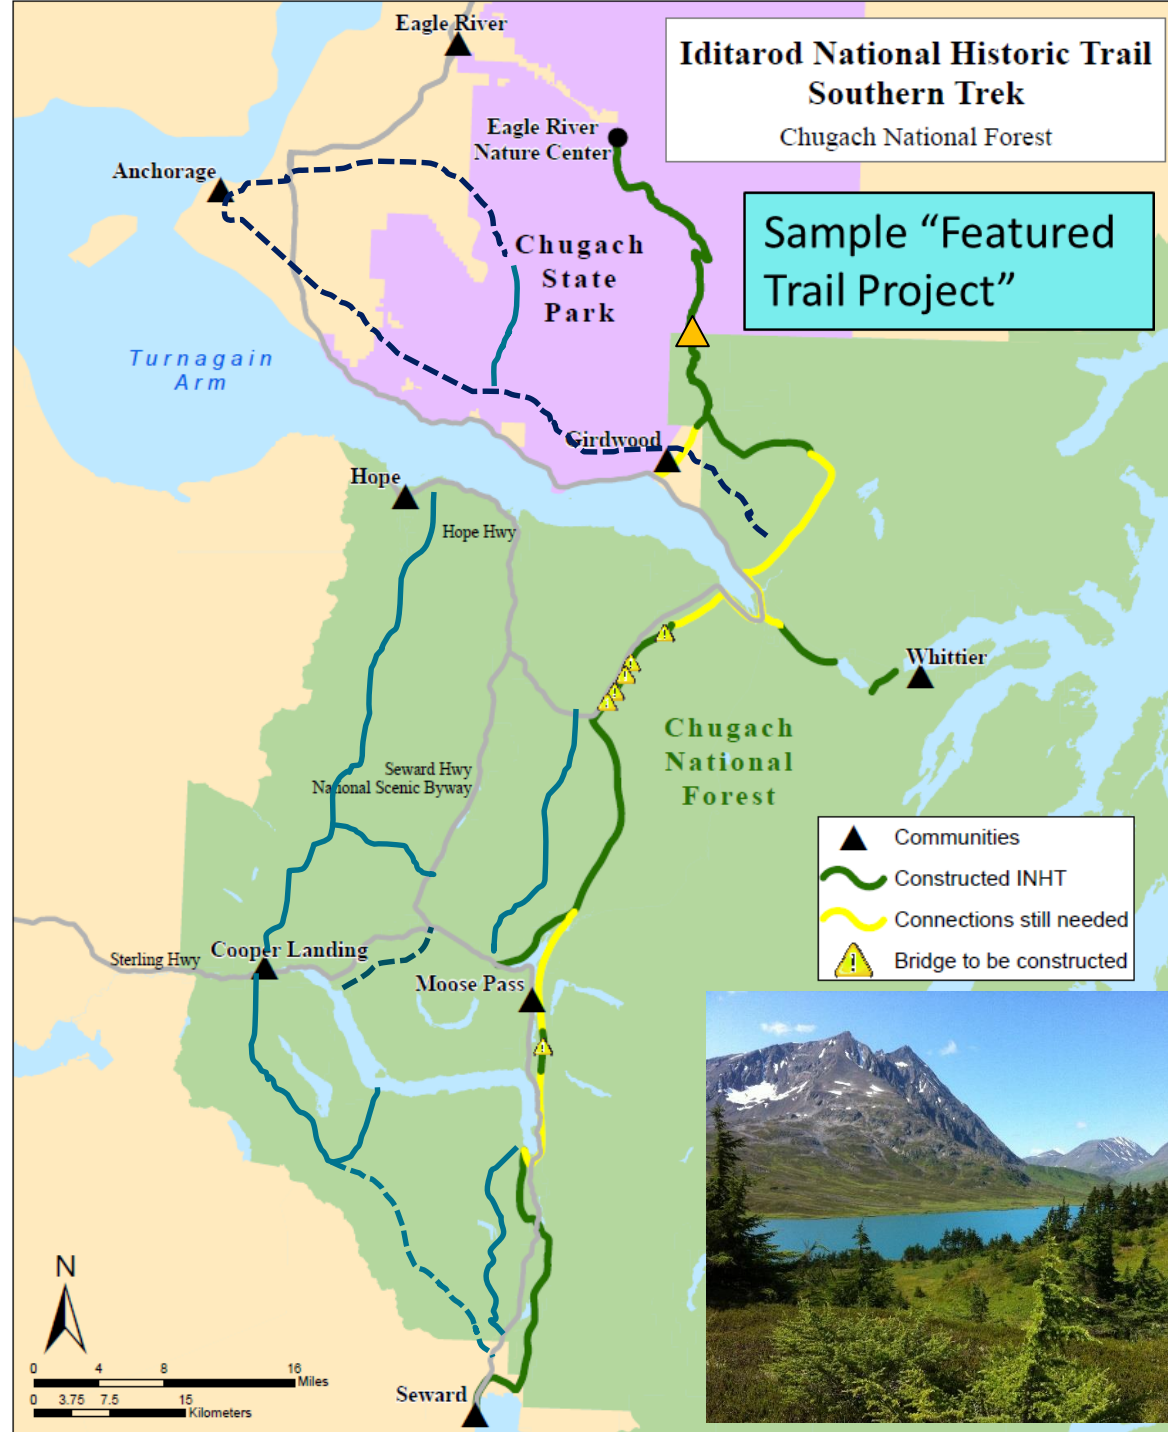 Eagle River
Iditarod National Historic Trail
Southern Trek
Chugach National Forest
Eagle River
Nature Center
Anchorage
Sample “Featured
Trail Project”
Chugach
State
Park
Turnagain
Arm
Girdwood
Hope
Hope Hwy
Whittier
Chugach
National
Forest
Seward Hwy
National Scenic Byway
Communities
Constructed INHT
Connections still needed
Bridge to be constructed
Sterling Hwy
Cooper Landing
Moose Pass
N
0 4 8 16
Miles
0 3.75 7.5 15
Kilometers
Seward